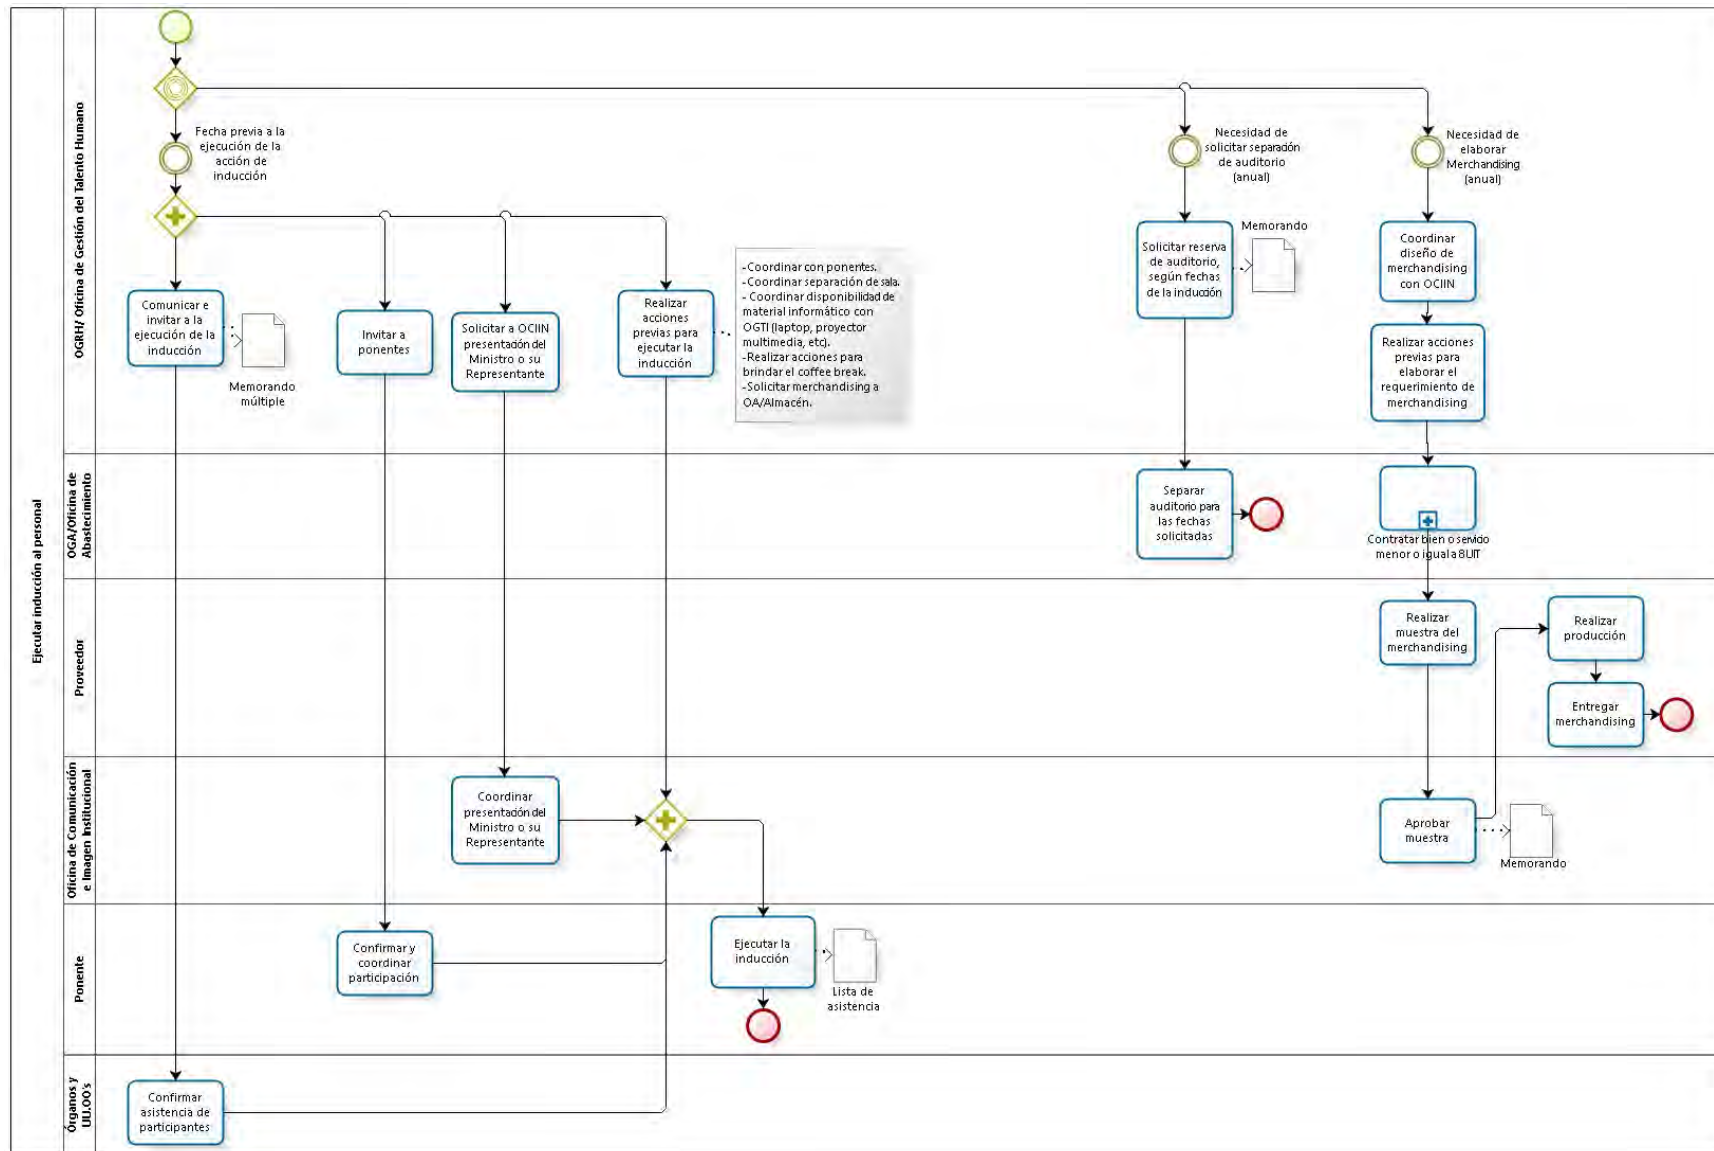 Ejecutar inducción al personal
OGRH/ Oficina de Gestión del Talento Humano
Fecha previa a la
ejecución de la
acción de
inducción
Necesidad de
solicitar separación
de auditorio
(anual)
Necesidad de
elaborar
Merchandising
(anual)
Comunicar e
invitar a la
ejecución de la
inducción
Memorando
múltiple
Invitar a
ponentes
Solicitar a OCIIN
presentación del
Ministro o su
Representante
Realizar
acciones
previas para
ejecutar la
inducción
-Coordinar con ponentes.
-Coordinar separación de sala.
- Coordinar disponibilidad de
material informático con
OGTI (laptop, proyector
multimedia, etc).
-Realizar acciones para
brindar el coffee break.
-Solicitar merchandising a
OA/Almacén.
Solicitar reserva
de auditorio,
según fechas
de la inducción
Memorando
Coordinar
diseño de
merchandising
con OCIIN
Realizar acciones
previas para
elaborar el
requerimiento de
merchandising
OGA/Oficina de
Abastecimiento
Separar
auditorio para
las fechas
solicitadas
Contratar bien o servicio
menor o igual a 8UIT
Proveedor
Realizar
muestra del
merchandising
Realizar
producción
Entregar
merchandising
Oficina de Comunicación
e Imagen Institucional
Coordinar
presentación del
Ministro o su
Representante
Aprobar
muestra
Memorando
Ponente
Confirmar y
coordinar
participación
Ejecutar la
inducción
Lista de
asistencia
Órganos y
UU.OO's
Confirmar
asistencia de
participantes